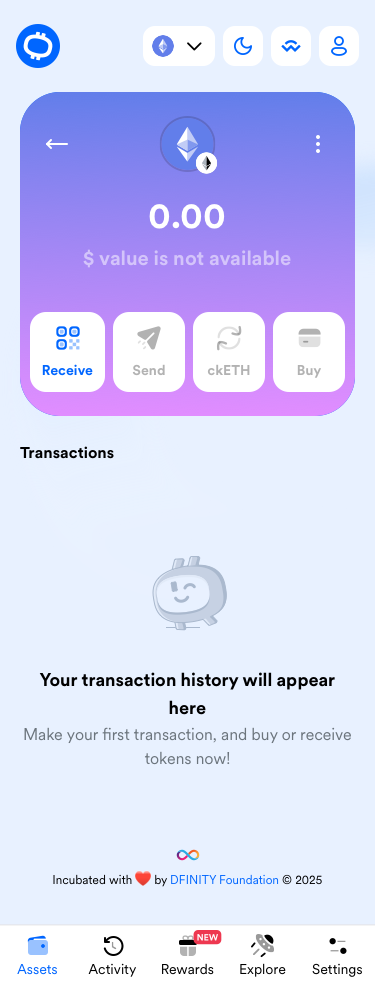 0.00
$ value is not available
Receive
Send
ckETH
Buy
Transactions
Your transaction history will appear
here
Make your first transaction, and buy or receive
tokens now!
Incubated with ❤️ by DFINITY Foundation © 2025
NEW
Assets
Activity
Rewards
Explore
Settings